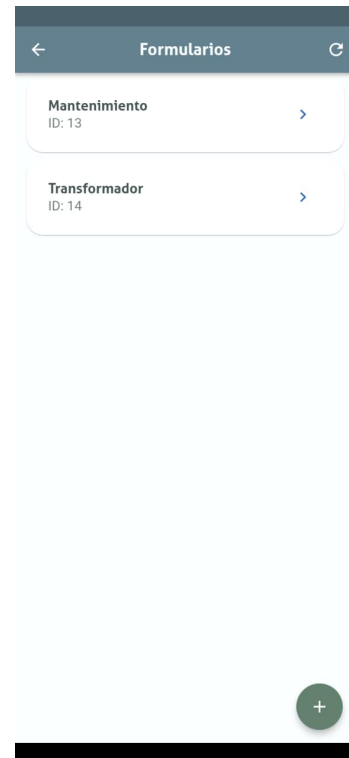 Formularios
Mantenimiento
ID: 13
Transformador
ID: 14